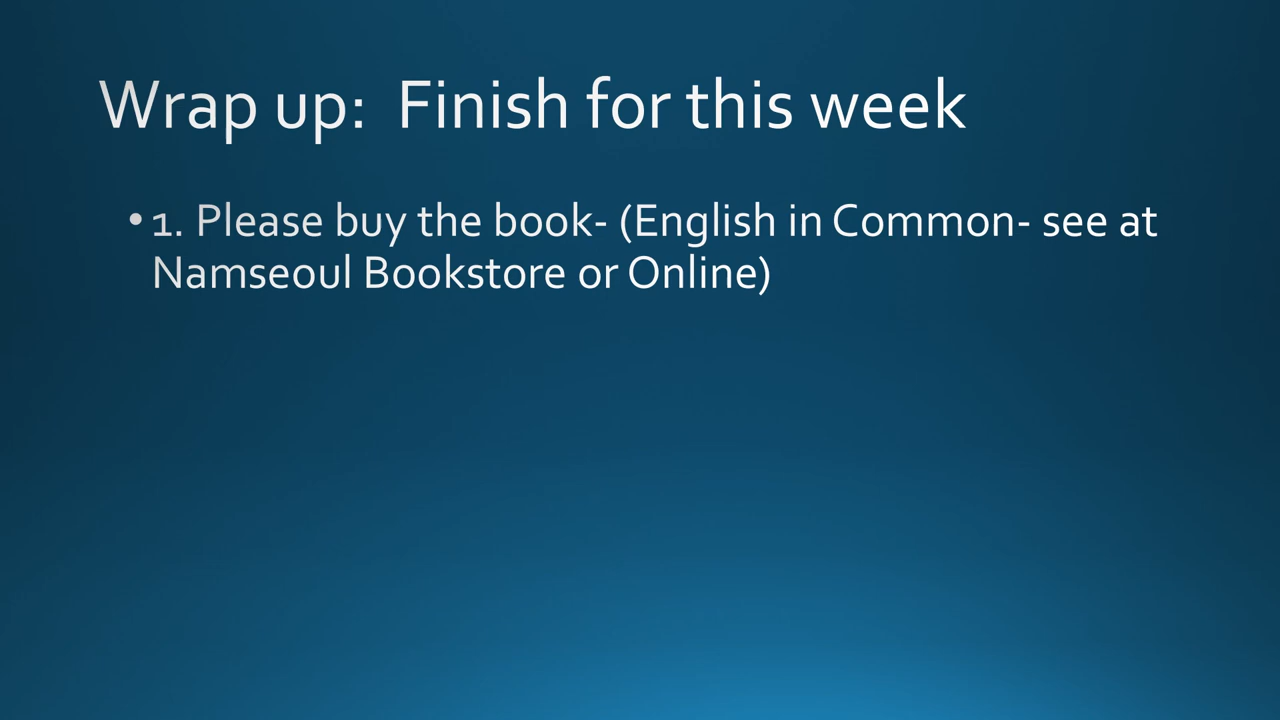 Wrap up:  Finish for this week
• 1. Please buy the book- (English in Common- see at
Namseoul Bookstore or Online)